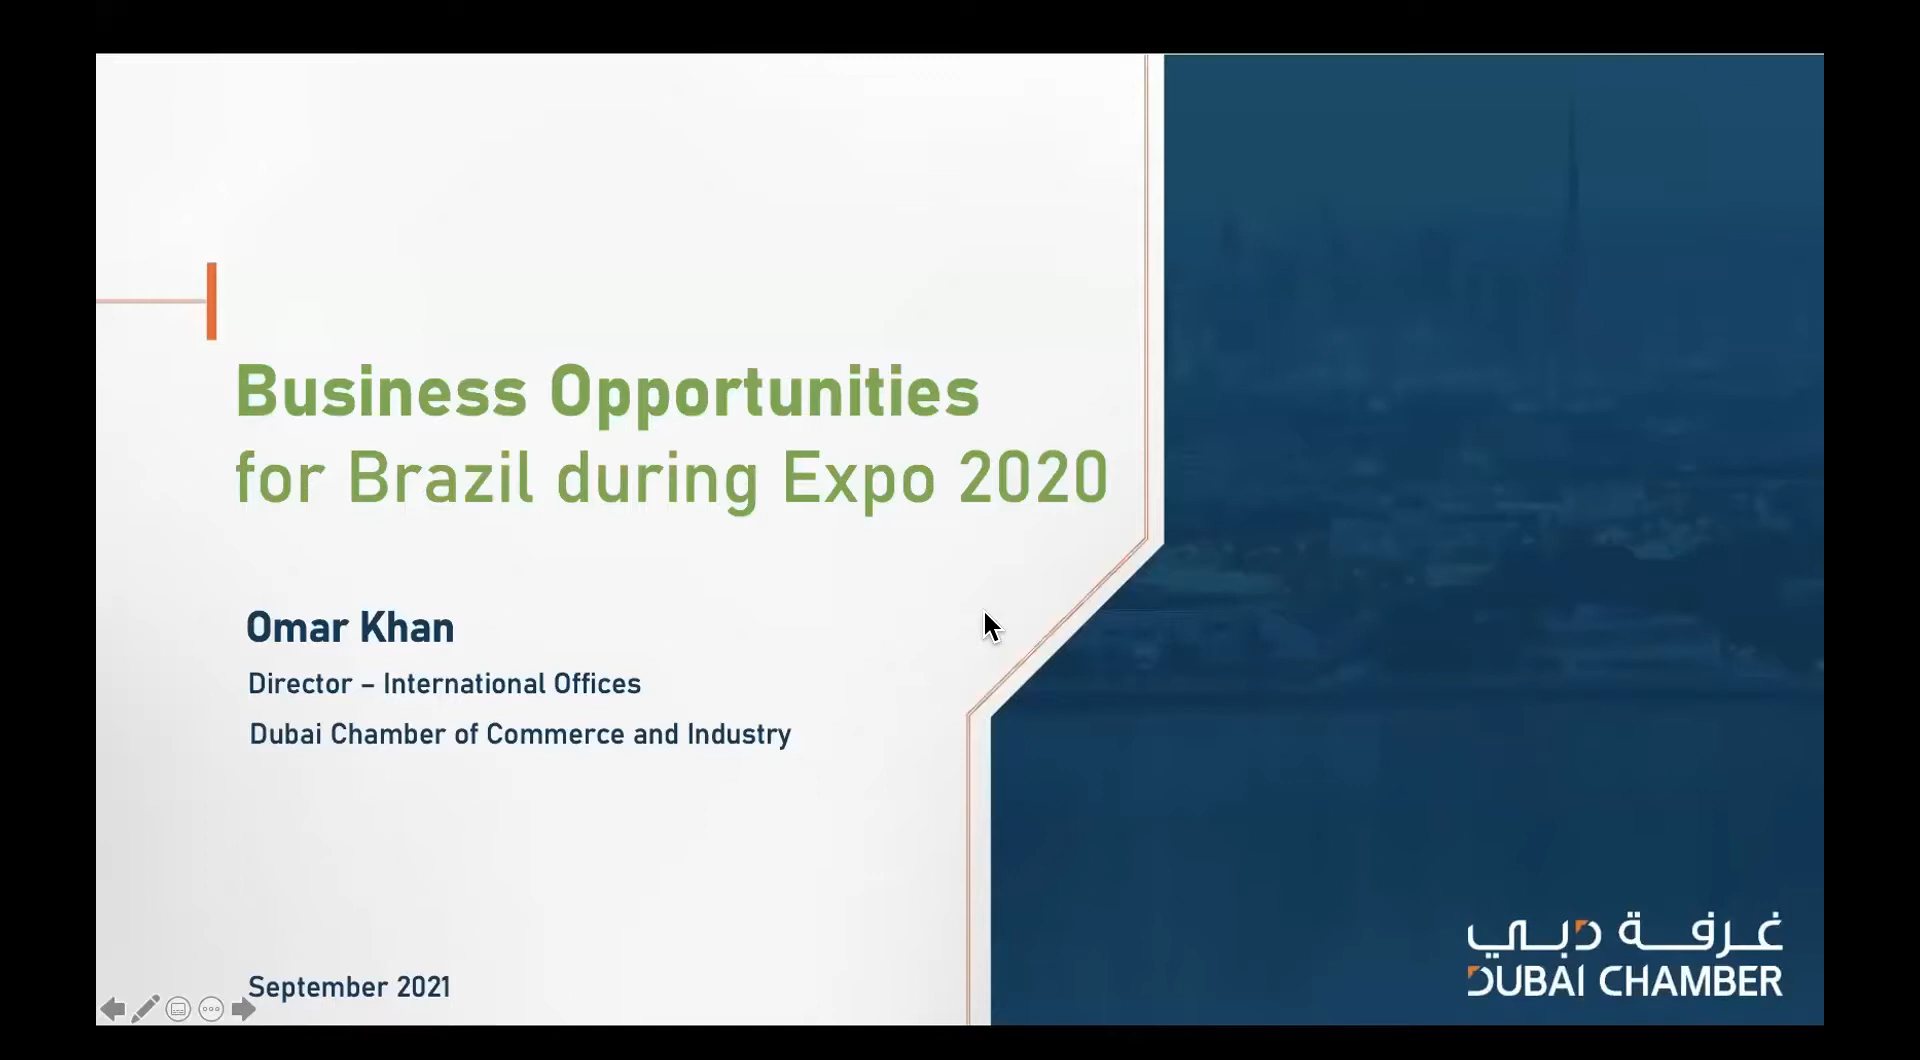 Business Opportunities
for Brazil during Expo 2020
Omar Khan
Director – International Offices
Dubai Chamber of Commerce and Industry
September 2021
غرفة دبي
DUBAI CHAMBER